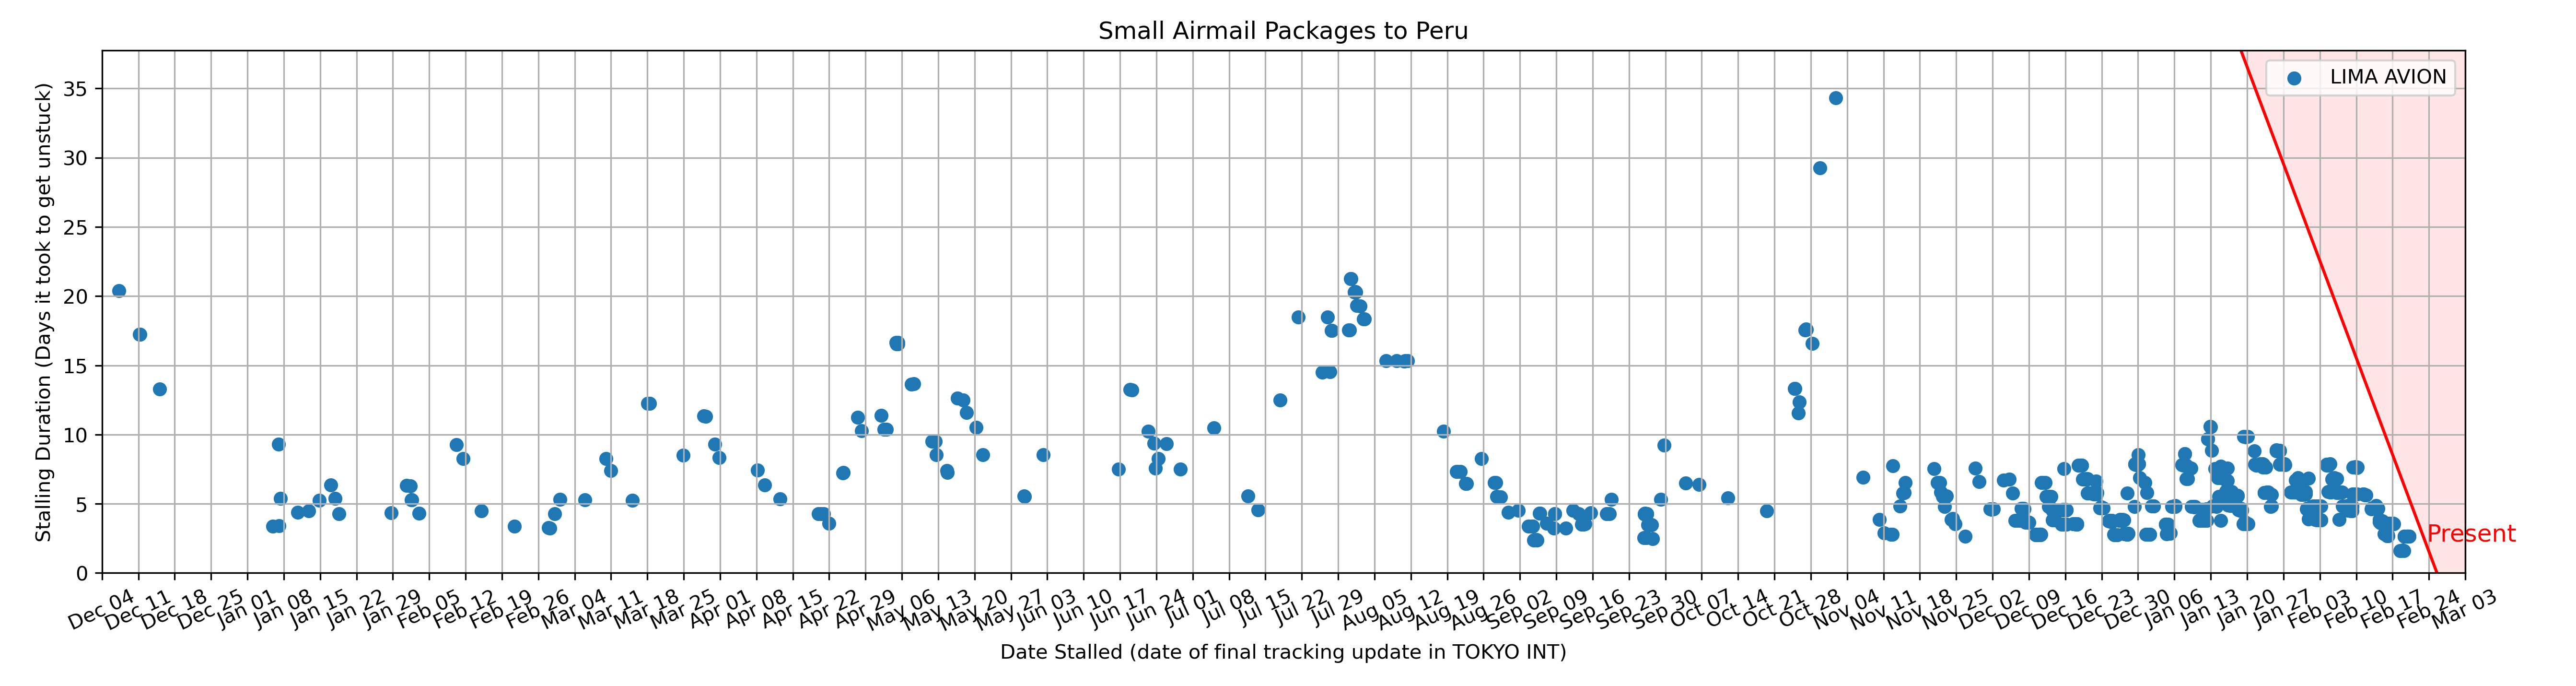 Small Airmail Packages to Peru
LIMA AVION
Stalling Duration (Days it took to get unstuck)
35
30
25
20
15
10
5
0
Present
Dec 04 Dec 11 Dec 18 Dec 25 Jan 01 Jan 08 Jan 15 Jan 22 Jan 29 Feb 05 Feb 12 Feb 19 Feb 26 Mar 04 Mar 11 Mar 18 Mar 25 Apr 01 Apr 08 Apr 15 Apr 22 Apr 29 May 06 May 13 May 20 May 27 Jun 03 Jun 10 Jun 17 Jun 24 Jul 01 Jul 08 Jul 15 Jul 22 Jul 29 Aug 05 Aug 12 Aug 19 Aug 26 Sep 02 Sep 09 Sep 16 Sep 23 Sep 30 Oct 07 Oct 14 Oct 21 Oct 28 Nov 04 Nov 11 Nov 18 Nov 25 Dec 02 Dec 09 Dec 16 Dec 23 Dec 30 Jan 06 Jan 13 Jan 20 Jan 27 Feb 03 Feb 10 Feb 17 Feb 24 Mar 03
Date Stalled (date of final tracking update in TOKYO INT)